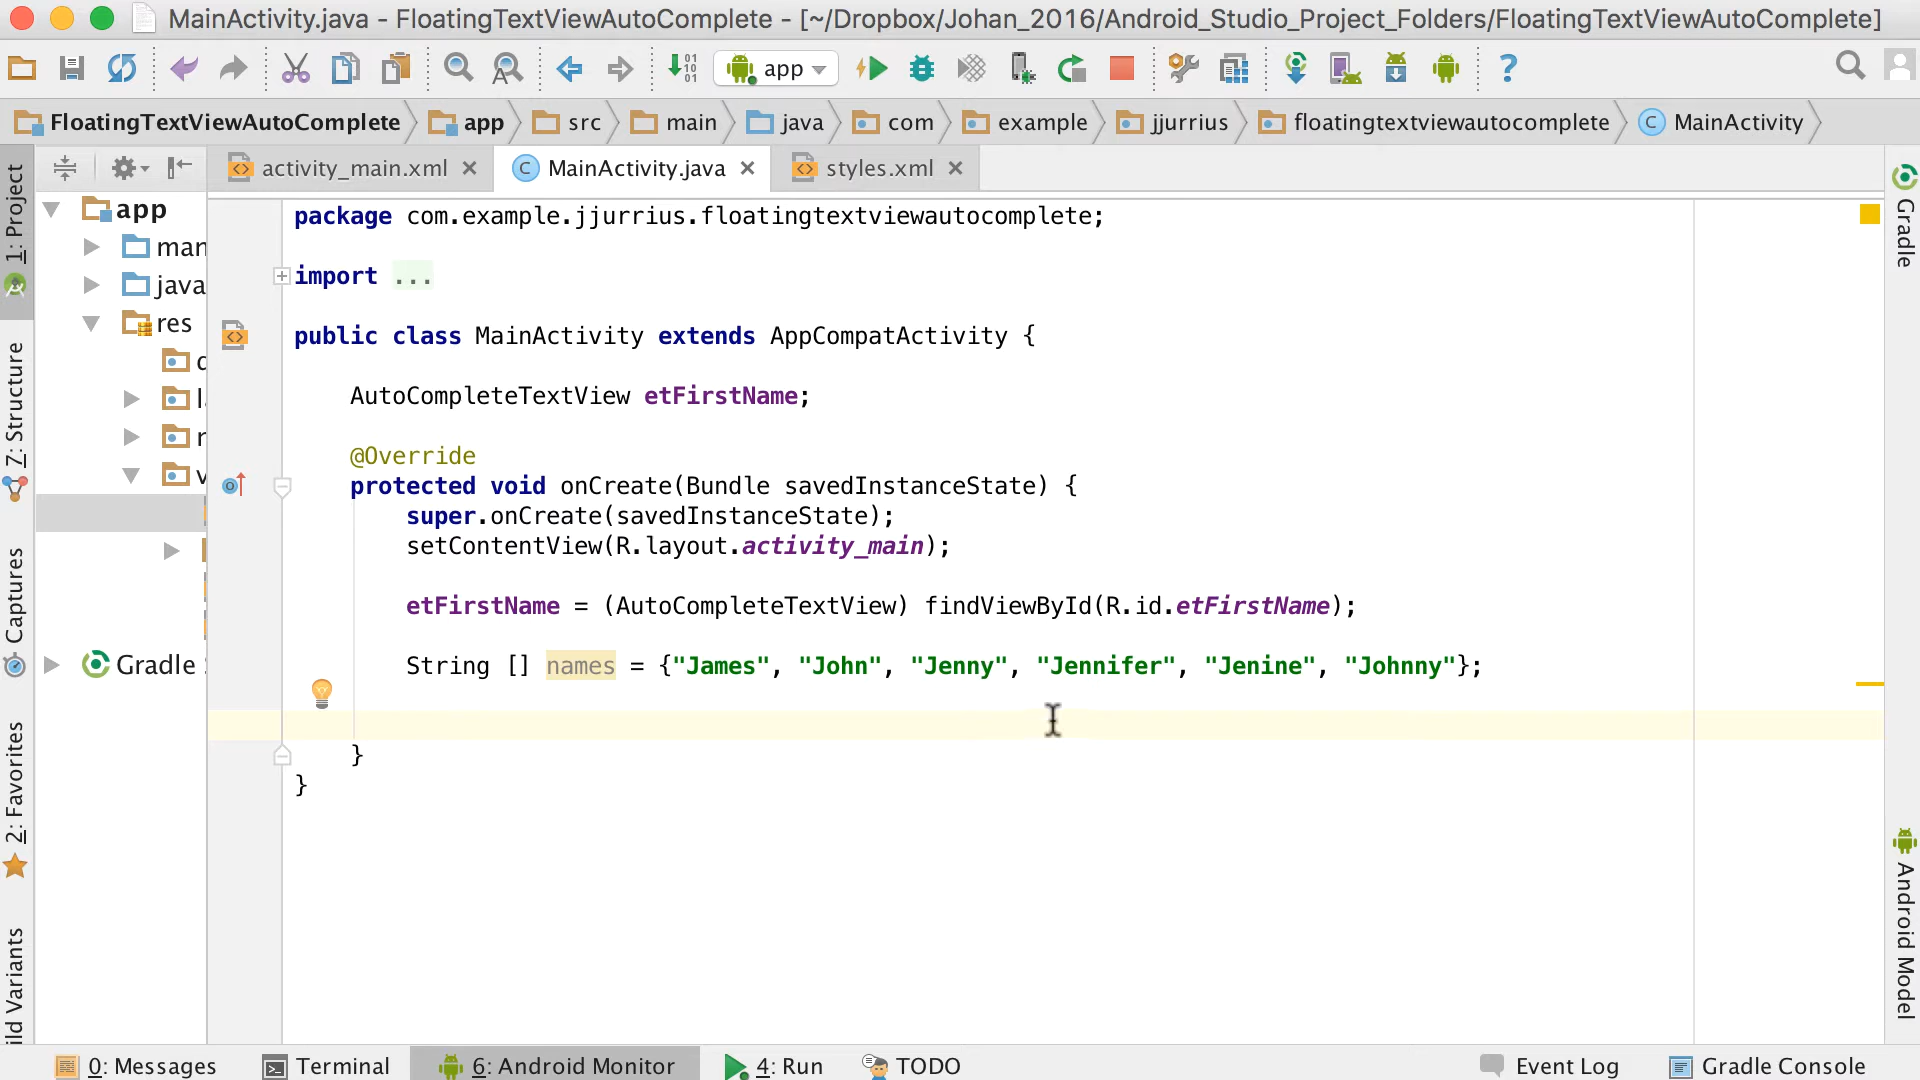 MainActivity.java - FloatingTextViewAutoComplete - [~/Dropbox/Johan_2016/Android_Studio_Project_Folders/FloatingTextViewAutoComplete]
app
FloatingTextViewAutoComplete app src main java com example jjurrius floatingtextviewautocomplete MainActivity
activity_main.xml MainActivity.java styles.xml
1: Project
Z: Structure
Captures
2: Favorites
ild Variants
app
man
java
res
Gradle
package com.example.jjurrius.floatingtextviewautocomplete;
import ...
public class MainActivity extends AppCompatActivity {
AutoCompleteTextView etFirstName;
@Override
protected void onCreate(Bundle savedInstanceState) {
super.onCreate(savedInstanceState);
setContentView(R.layout.activity_main);
etFirstName = (AutoCompleteTextView) findViewById(R.id.etFirstName);
String [] names = {"James", "John", "Jenny", "Jennifer", "Jenine", "Johnny"};
}
}
Gradle
Android Model
0: Messages Terminal 6: Android Monitor 4: Run TODO Event Log Gradle Console